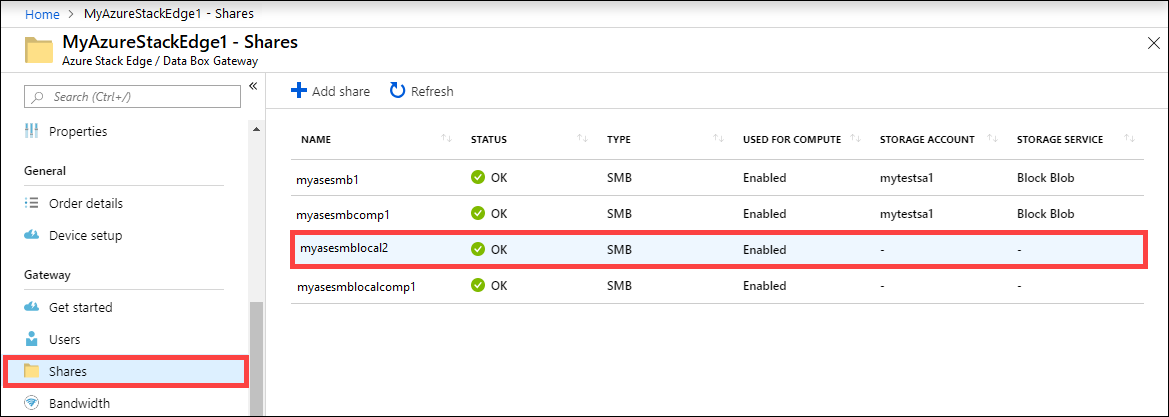 Home > MyAzureStackEdge1 - Shares
MyAzureStackEdge1 - Shares
Azure Stack Edge / Data Box Gateway
Search (Ctrl+/)
Properties
General
Order details
Device setup
Gateway
Get started
Users
Shares
Bandwidth
Add share Refresh
NAME STATUS TYPE USED FOR COMPUTE STORAGE ACCOUNT STORAGE SERVICE
myasesmb1 OK SMB Enabled mytestsa1 Block Blob
myasesmbcomp1 OK SMB Enabled mytestsa1 Block Blob
myasesmblocal2 OK SMB Enabled - -
myasesmblocalcomp1 OK SMB Enabled - -